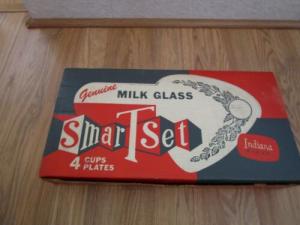 Genuine
MILK GLASS
SmarTset
4 CUPS
PLATES
Indiana